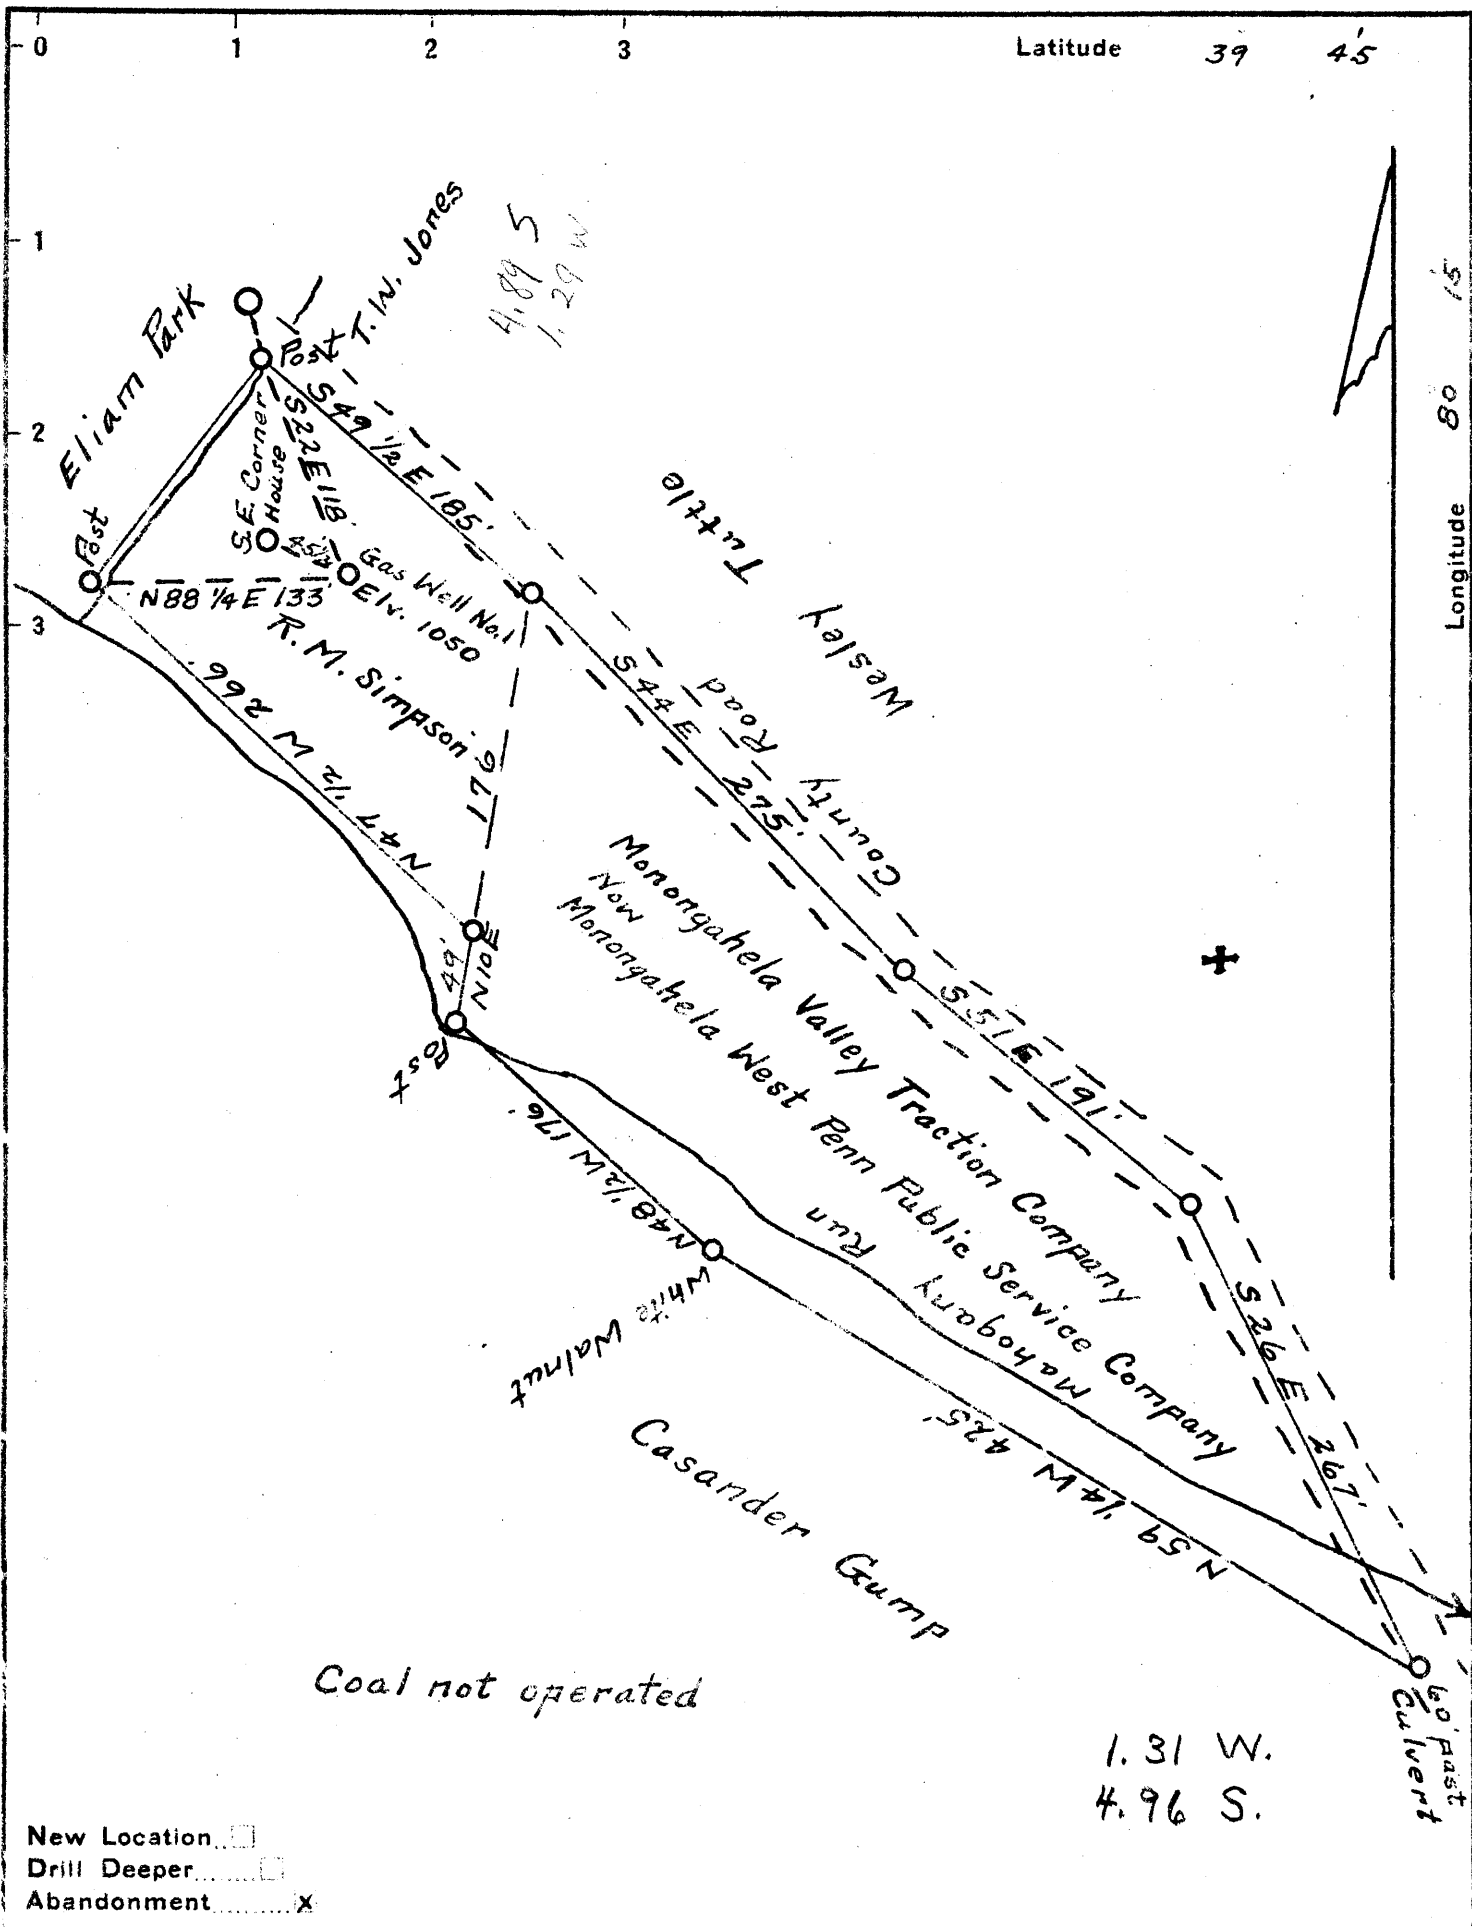 0 1 2 3 Latitude 39 45'
1
2
3
Longitude 80 15'
Eliam Park
T. W. Jones
4.89 S
1.29 W.
Post
S 49 1/2 E 185'
S 22 E 118'
S.E. Corner
House
Post
N 88 1/4 E 133'
Gas Well No. 1
Elv. 1050
R. M. Simpson
Wesley Tuttle
County Road
S 44 E 275'
N 47 1/2 W 266'
176'
49'
N 10 E
Post
Monongahela Valley Traction Company
Now
Monongahela West Penn Public Service Company
S 51 E 191'
N 48 1/2 W 176'
White Walnut
Mahogany Run
S 26 E 267'
N 59 1/4 W 425'
Casander Gump
60' past
Culvert
Coal not operated
1.31 W.
4.96 S.
New Location
Drill Deeper
Abandonment X